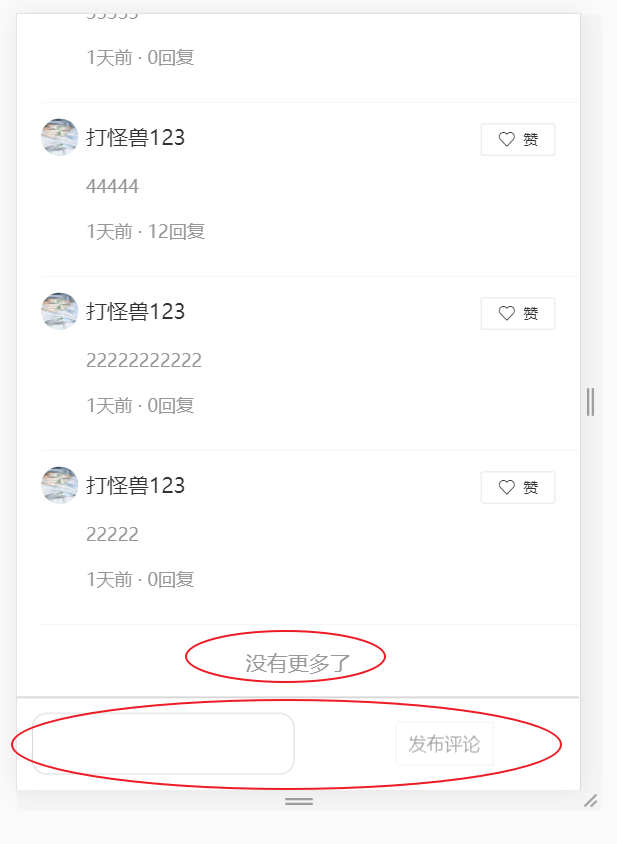 1天前 · 0回复
打怪兽123
赞
44444
1天前 · 12回复
打怪兽123
赞
22222222222
1天前 · 0回复
打怪兽123
赞
22222
1天前 · 0回复
没有更多了
发布评论